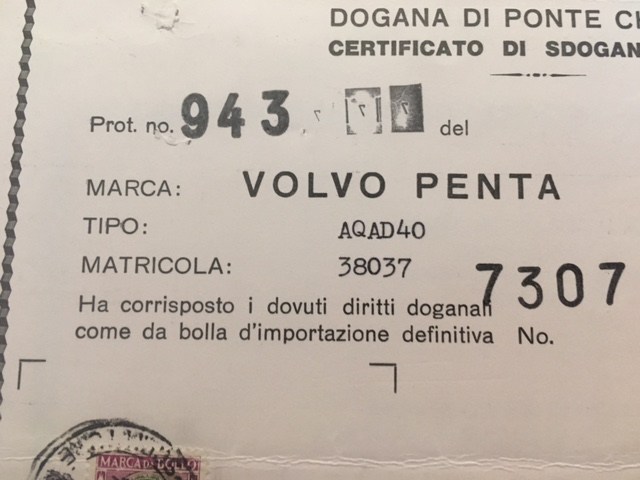 DOGANA DI PONTE
CERTIFICATO DI SDOGAN
Prot. no. 943 del
MARCA: VOLVO PENTA
TIPO: AQAD40
MATRICOLA: 38037
7307
Ha corrisposto i dovuti diritti doganali
come da bolla d'importazione definitiva No.
MARCA DA BOLLO